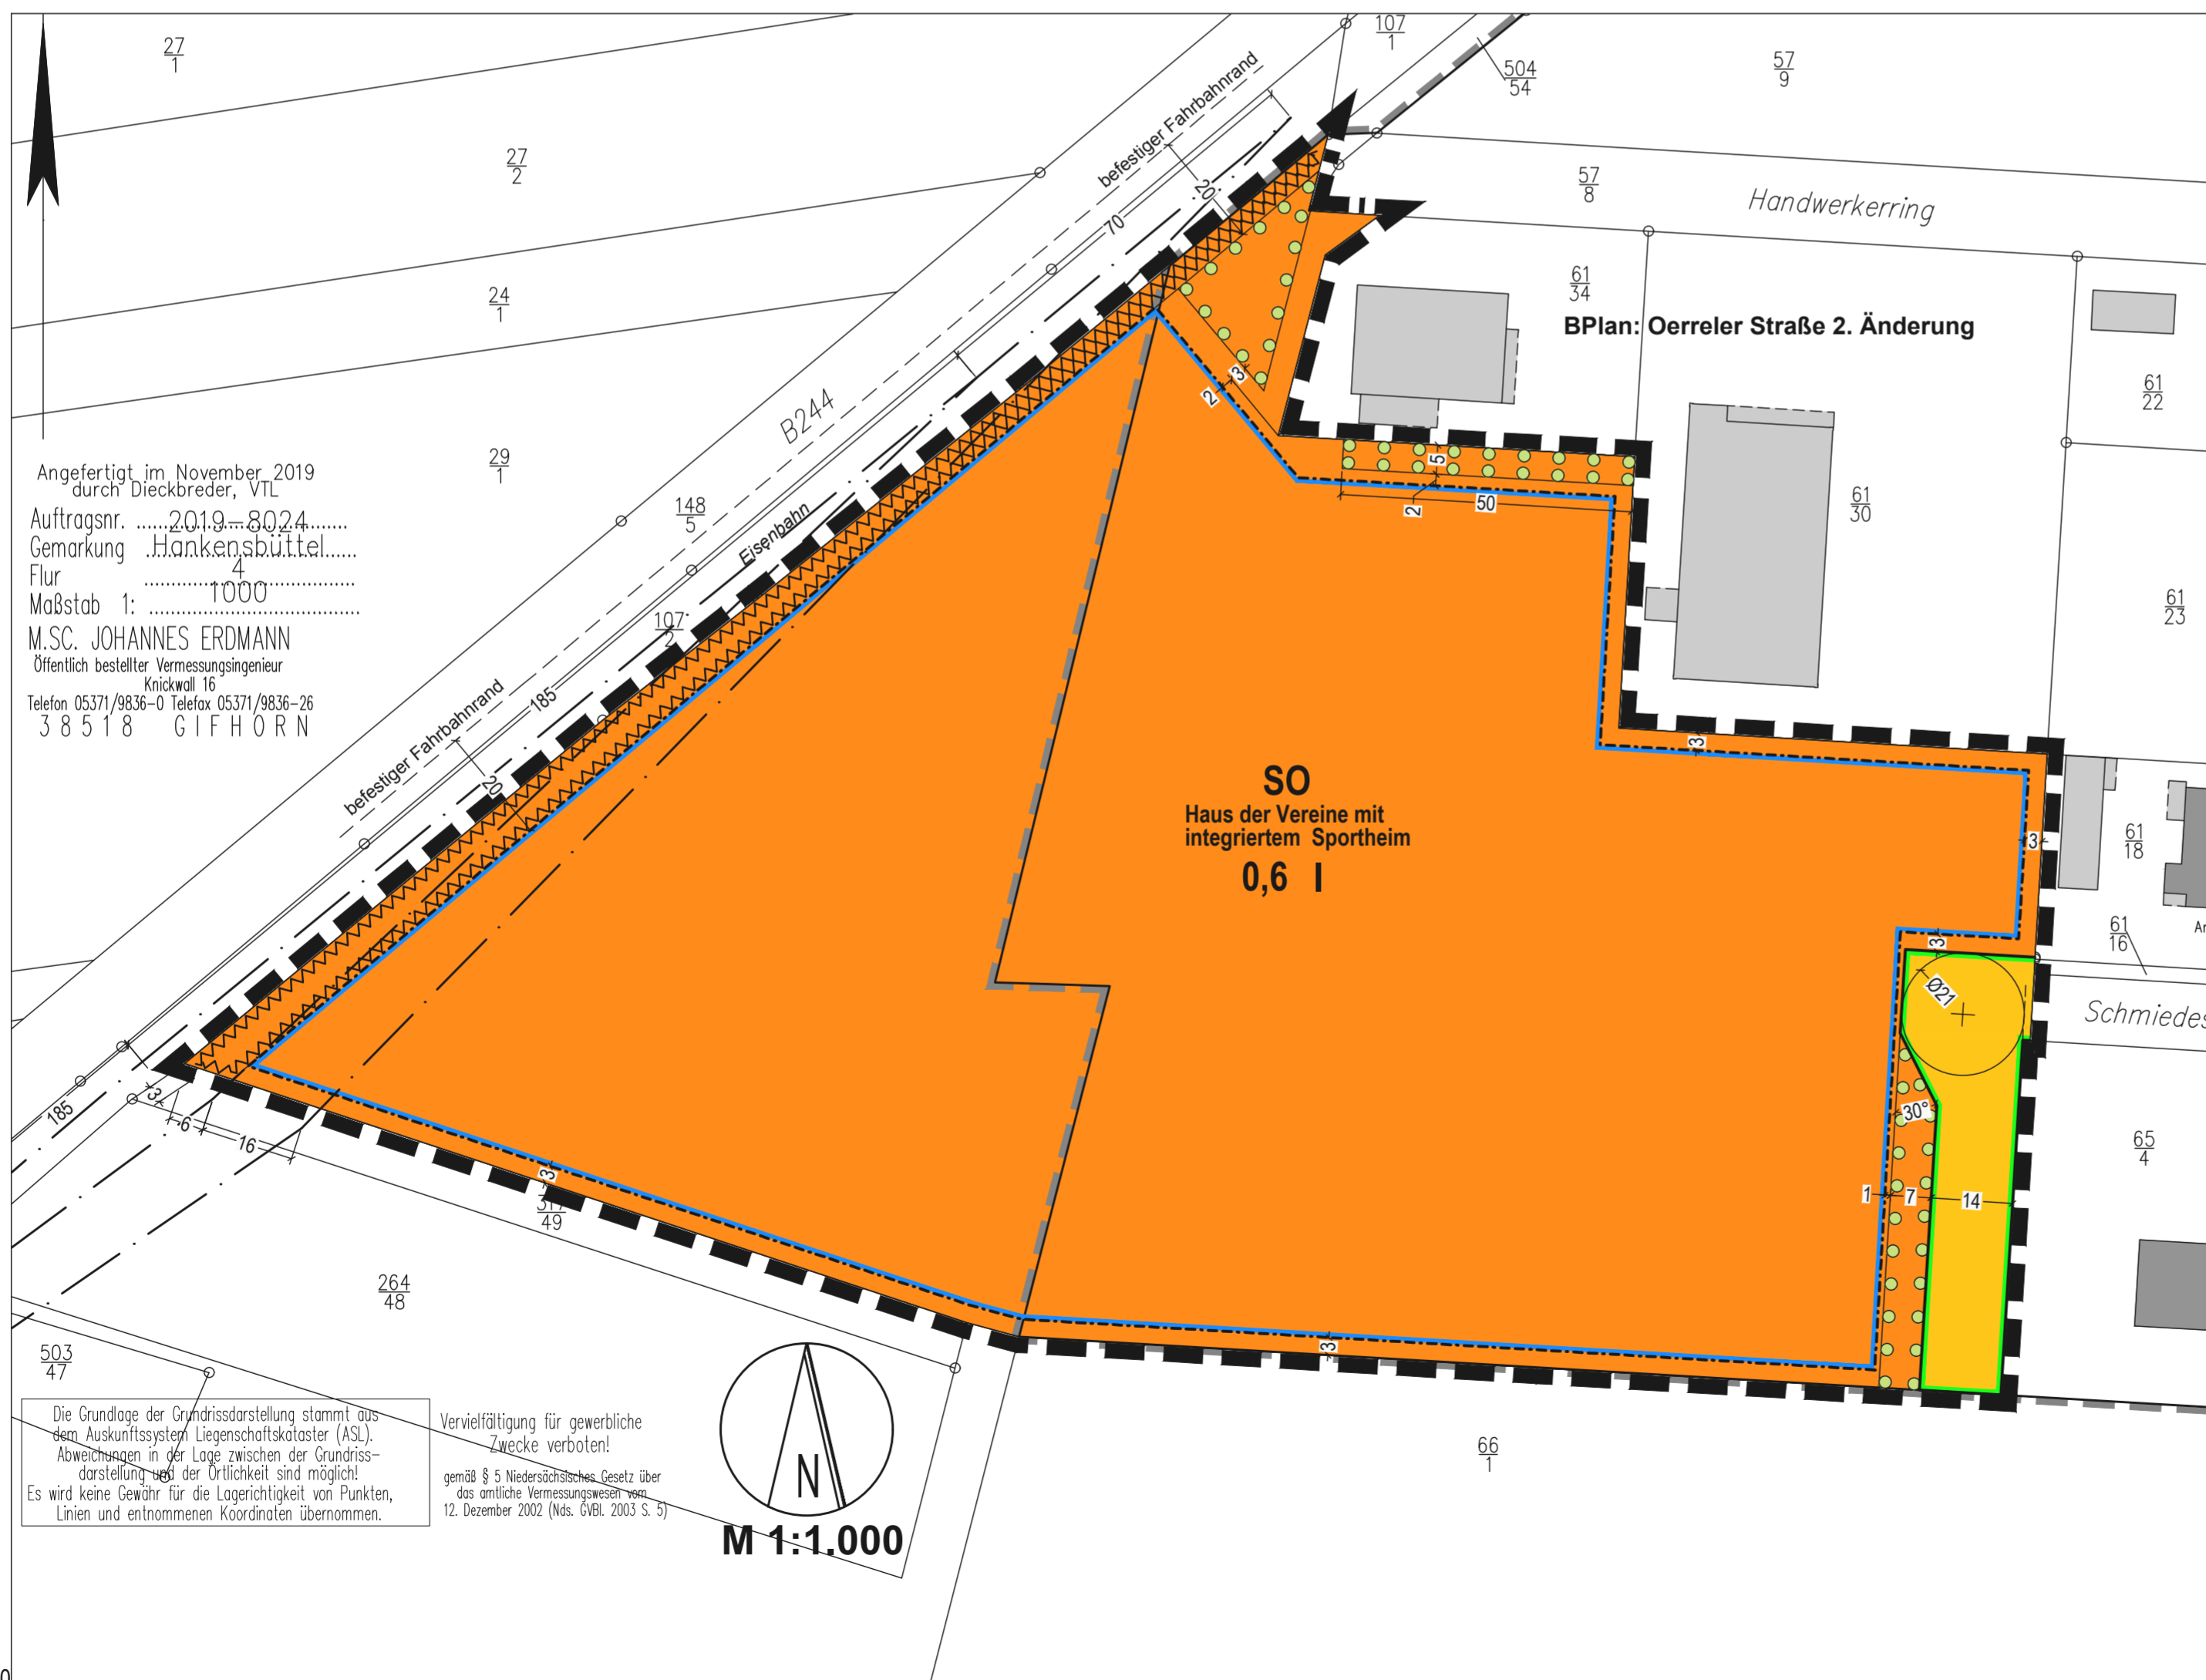 27
1
27
2
24
1
29
1
148
5
107
2
107
1
504
54
57
9
57
8
Handwerkerring
61
34
BPlan: Oerreler Straße 2. Änderung
61
22
61
30
61
23
61
18
61
16
Schmiedes
65
4
66
1
49
264
48
503
47
befestiger Fahrbahnrand
20
70
B244
Eisenbahn
befestiger Fahrbahnrand
185
20
185
3
6
16
3
3
2
3
5
2
50
3
3
3
Ø21
30°
1
7
14
SO
Haus der Vereine mit
integriertem Sportheim
0,6 I
Angefertigt im November 2019
durch Dieckbreder, VTL
Auftragsnr. 2019-8024
Gemarkung Hankensbüttel
Flur 4
Maßstab 1: 1000
M.SC. JOHANNES ERDMANN
Öffentlich bestellter Vermessungsingenieur
Knickwall 16
Telefon 05371/9836-0 Telefax 05371/9836-26
38518 GIFHORN
Die Grundlage der Grundrissdarstellung stammt aus
dem Auskunftssystem Liegenschaftskataster (ASL).
Abweichungen in der Lage zwischen der Grundriss-
darstellung und der Örtlichkeit sind möglich!
Es wird keine Gewähr für die Lagerichtigkeit von Punkten,
Linien und entnommenen Koordinaten übernommen.
Vervielfältigung für gewerbliche
Zwecke verboten!
gemäß § 5 Niedersächsisches Gesetz über
das amtliche Vermessungswesen vom
12. Dezember 2002 (Nds. GVBl. 2003 S. 5)
N
M 1:1.000